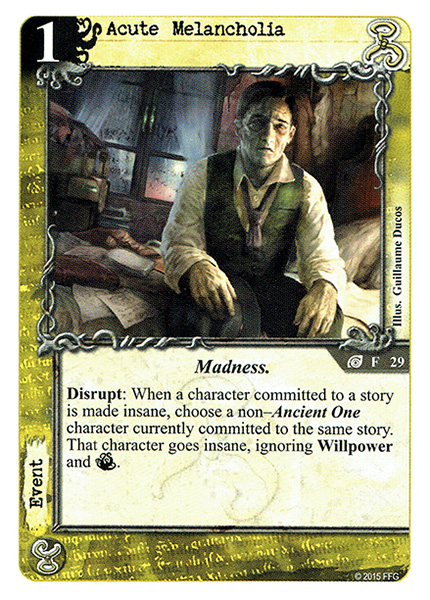 1
Acute Melancholia
Illus. Guillaume Ducos
F 29
Madness.
Disrupt: When a character committed to a story
is made insane, choose a non–Ancient One
character currently committed to the same story.
That character goes insane, ignoring Willpower
and .
Event
© 2015 FFG